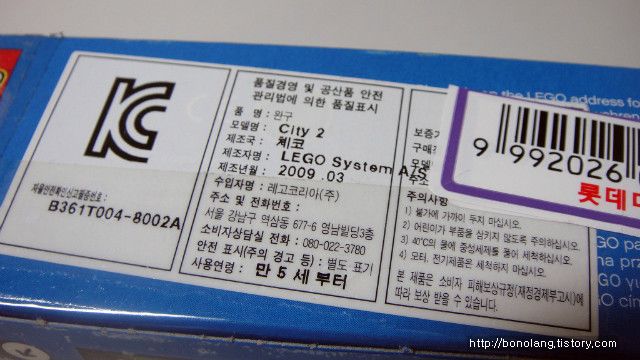 KC
자율안전확인신고필증번호:
B361T004-8002A
품질경영 및 공산품 안전
관리법에 의한 품질표시
품 명 : 완구
모델명 : City 2
제조국 : 체코
제조자명 : LEGO System A/S
제조년월 : 2009 .03
수입자명 : 레고코리아(주)
주소 및 전화번호 :
서울 강남구 역삼동 677-6 영남빌딩3층
소비자상담실 전화 : 080-022-3780
안전 표시(주의 경고 등) : 별도 표기
사용연령 : 만 5 세 부터
보증기
구매
주의사항
1) 불가에 가까이 두지 마십시오.
2) 어린이가 부품을 삼키지 않도록 주의하십시오.
3) 40℃의 물에 중성세제를 풀어 세척하십시오.
4) 모터, 전기제품은 세척하지 마십시오.
본 제품은 소비자 피해보상규정(재정경제부고시)에
따라 보상 받을 수 있습니다.
the LEGO address fo
9 992026
롯데
http://bonolang.tistory.com